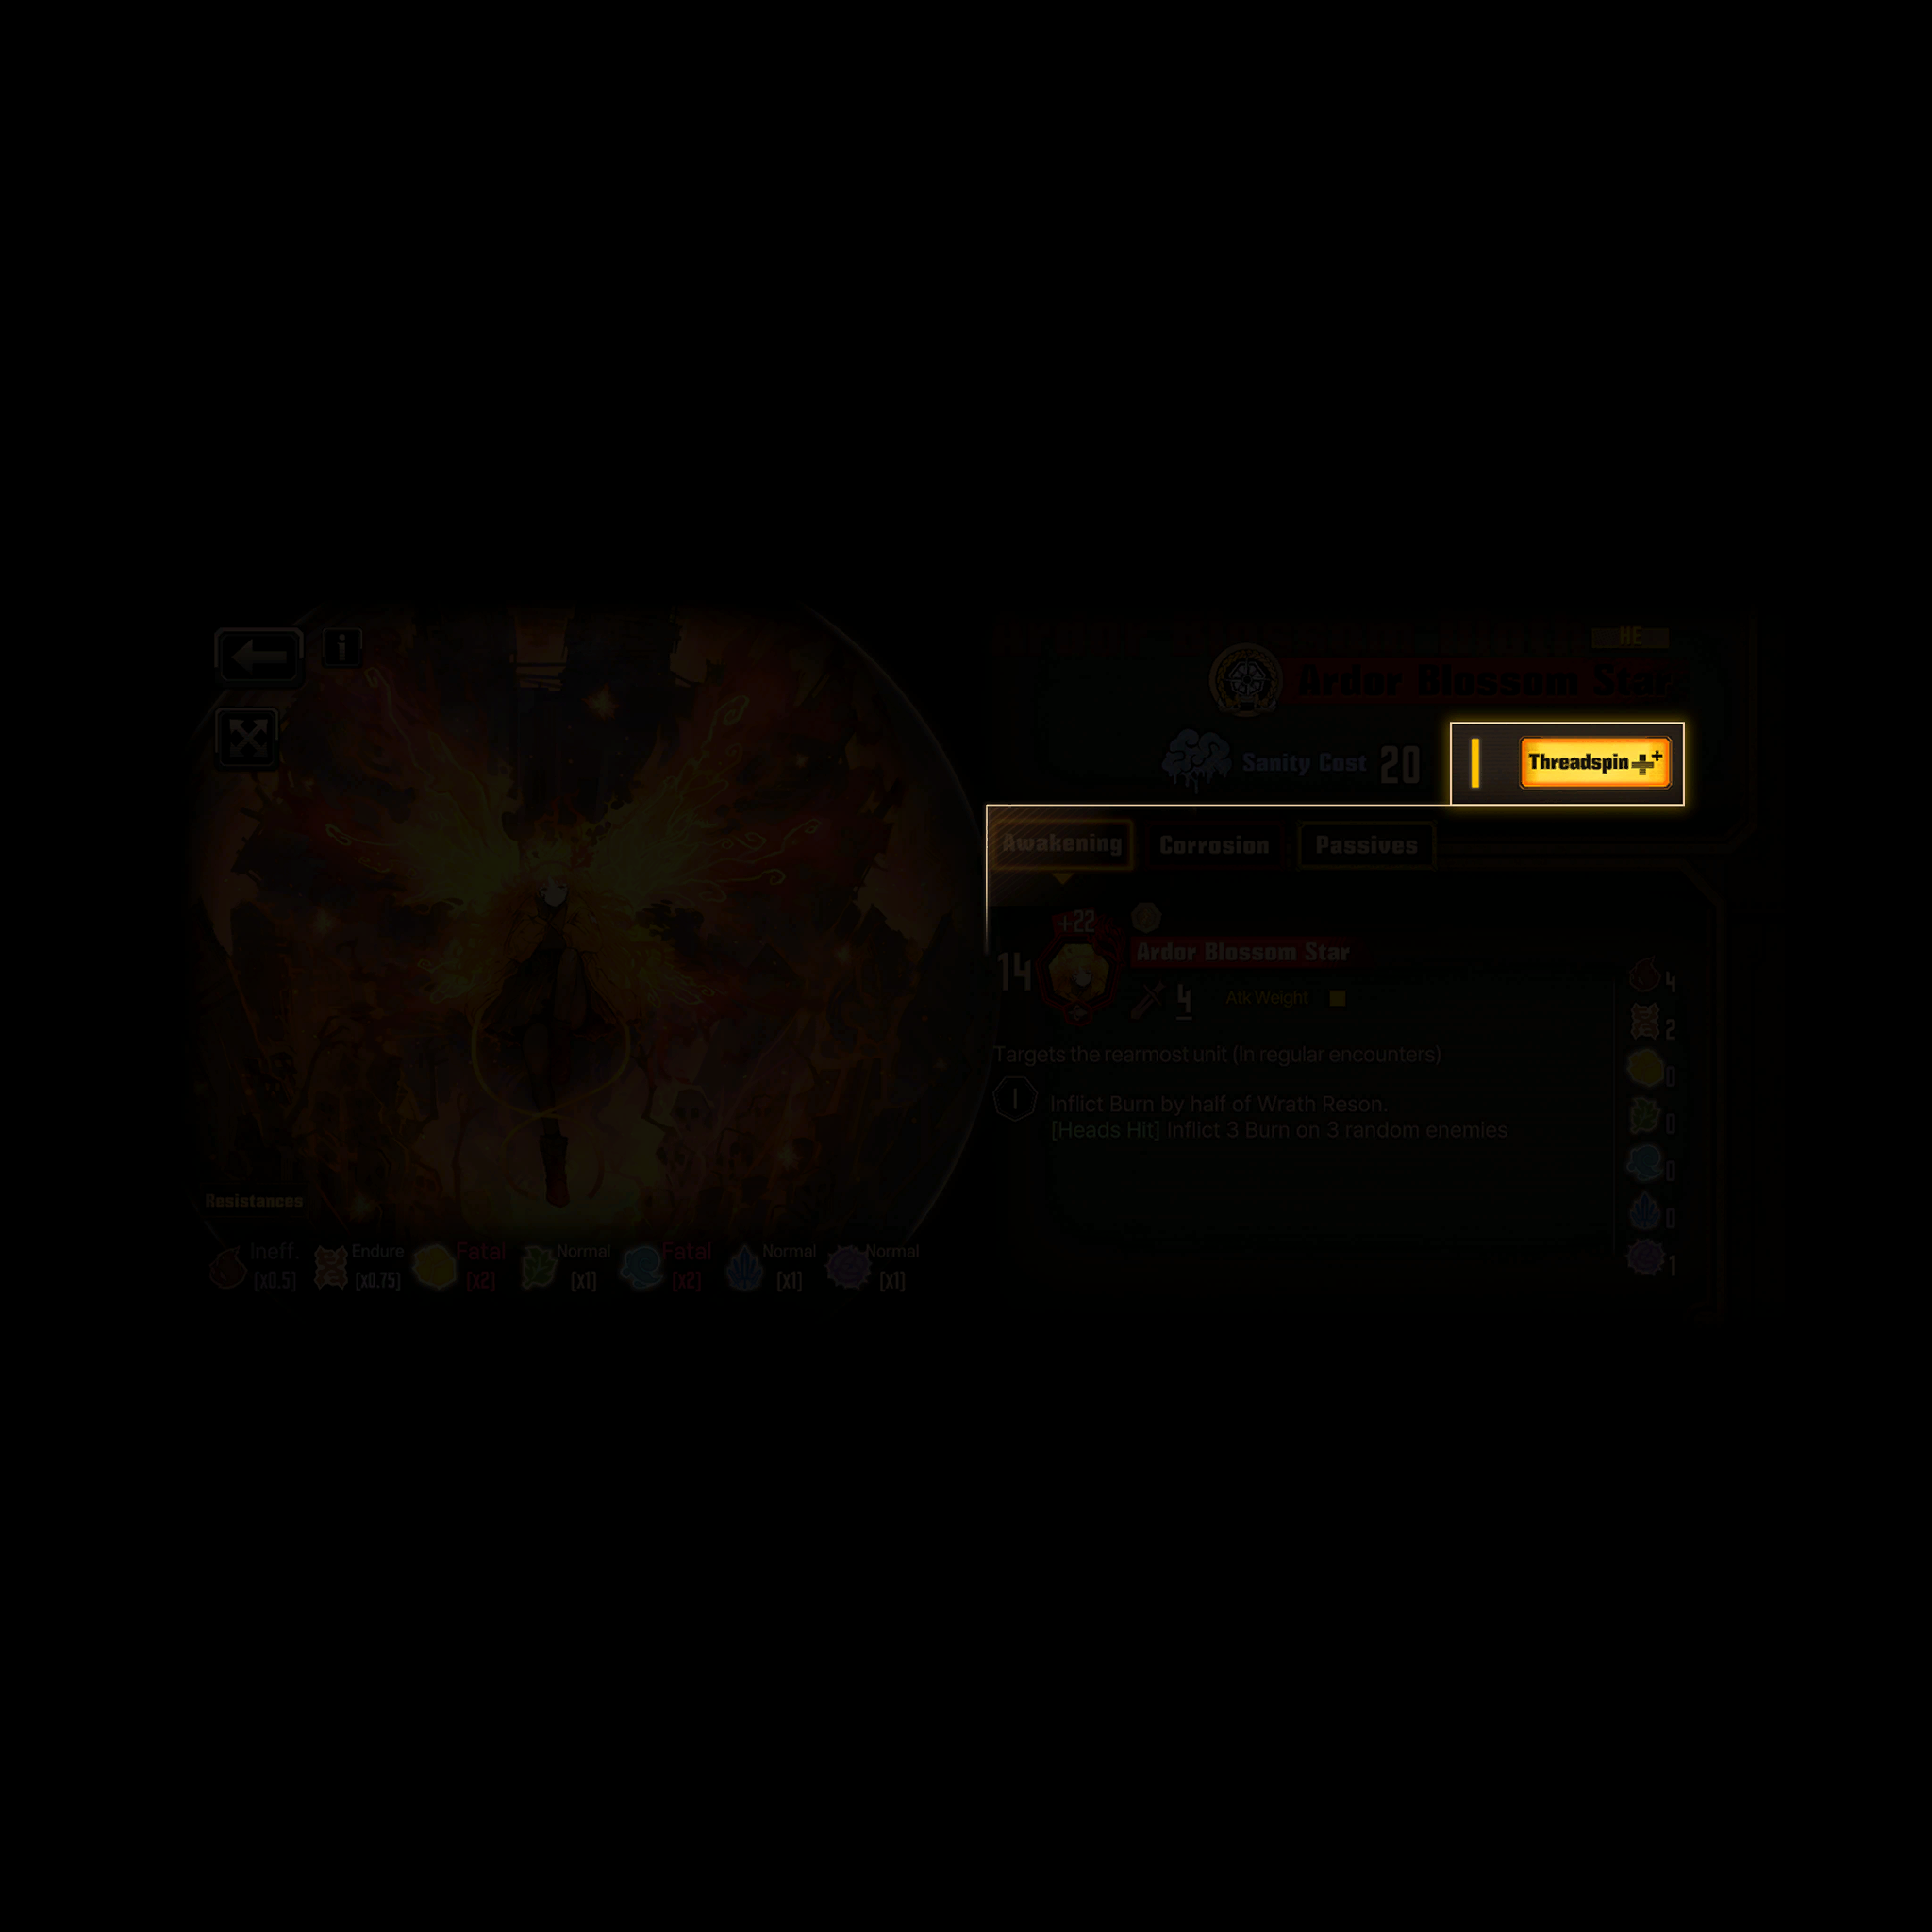 HE
Ardor Blossom Star
Sanity Cost 20
Threadspin
Awakening
Corrosion
Passives
+22
14
Ardor Blossom Star
4
Atk Weight
Targets the rearmost unit (In regular encounters)
Inflict Burn by half of Wrath Reson.
[Heads Hit] Inflict 3 Burn on 3 random enemies
4
2
0
0
0
0
1
Resistances
Ineff.
[x0.5]
Endure
[x0.75]
Fatal
[x2]
Normal
[x1]
Fatal
[x2]
Normal
[x1]
Normal
[x1]